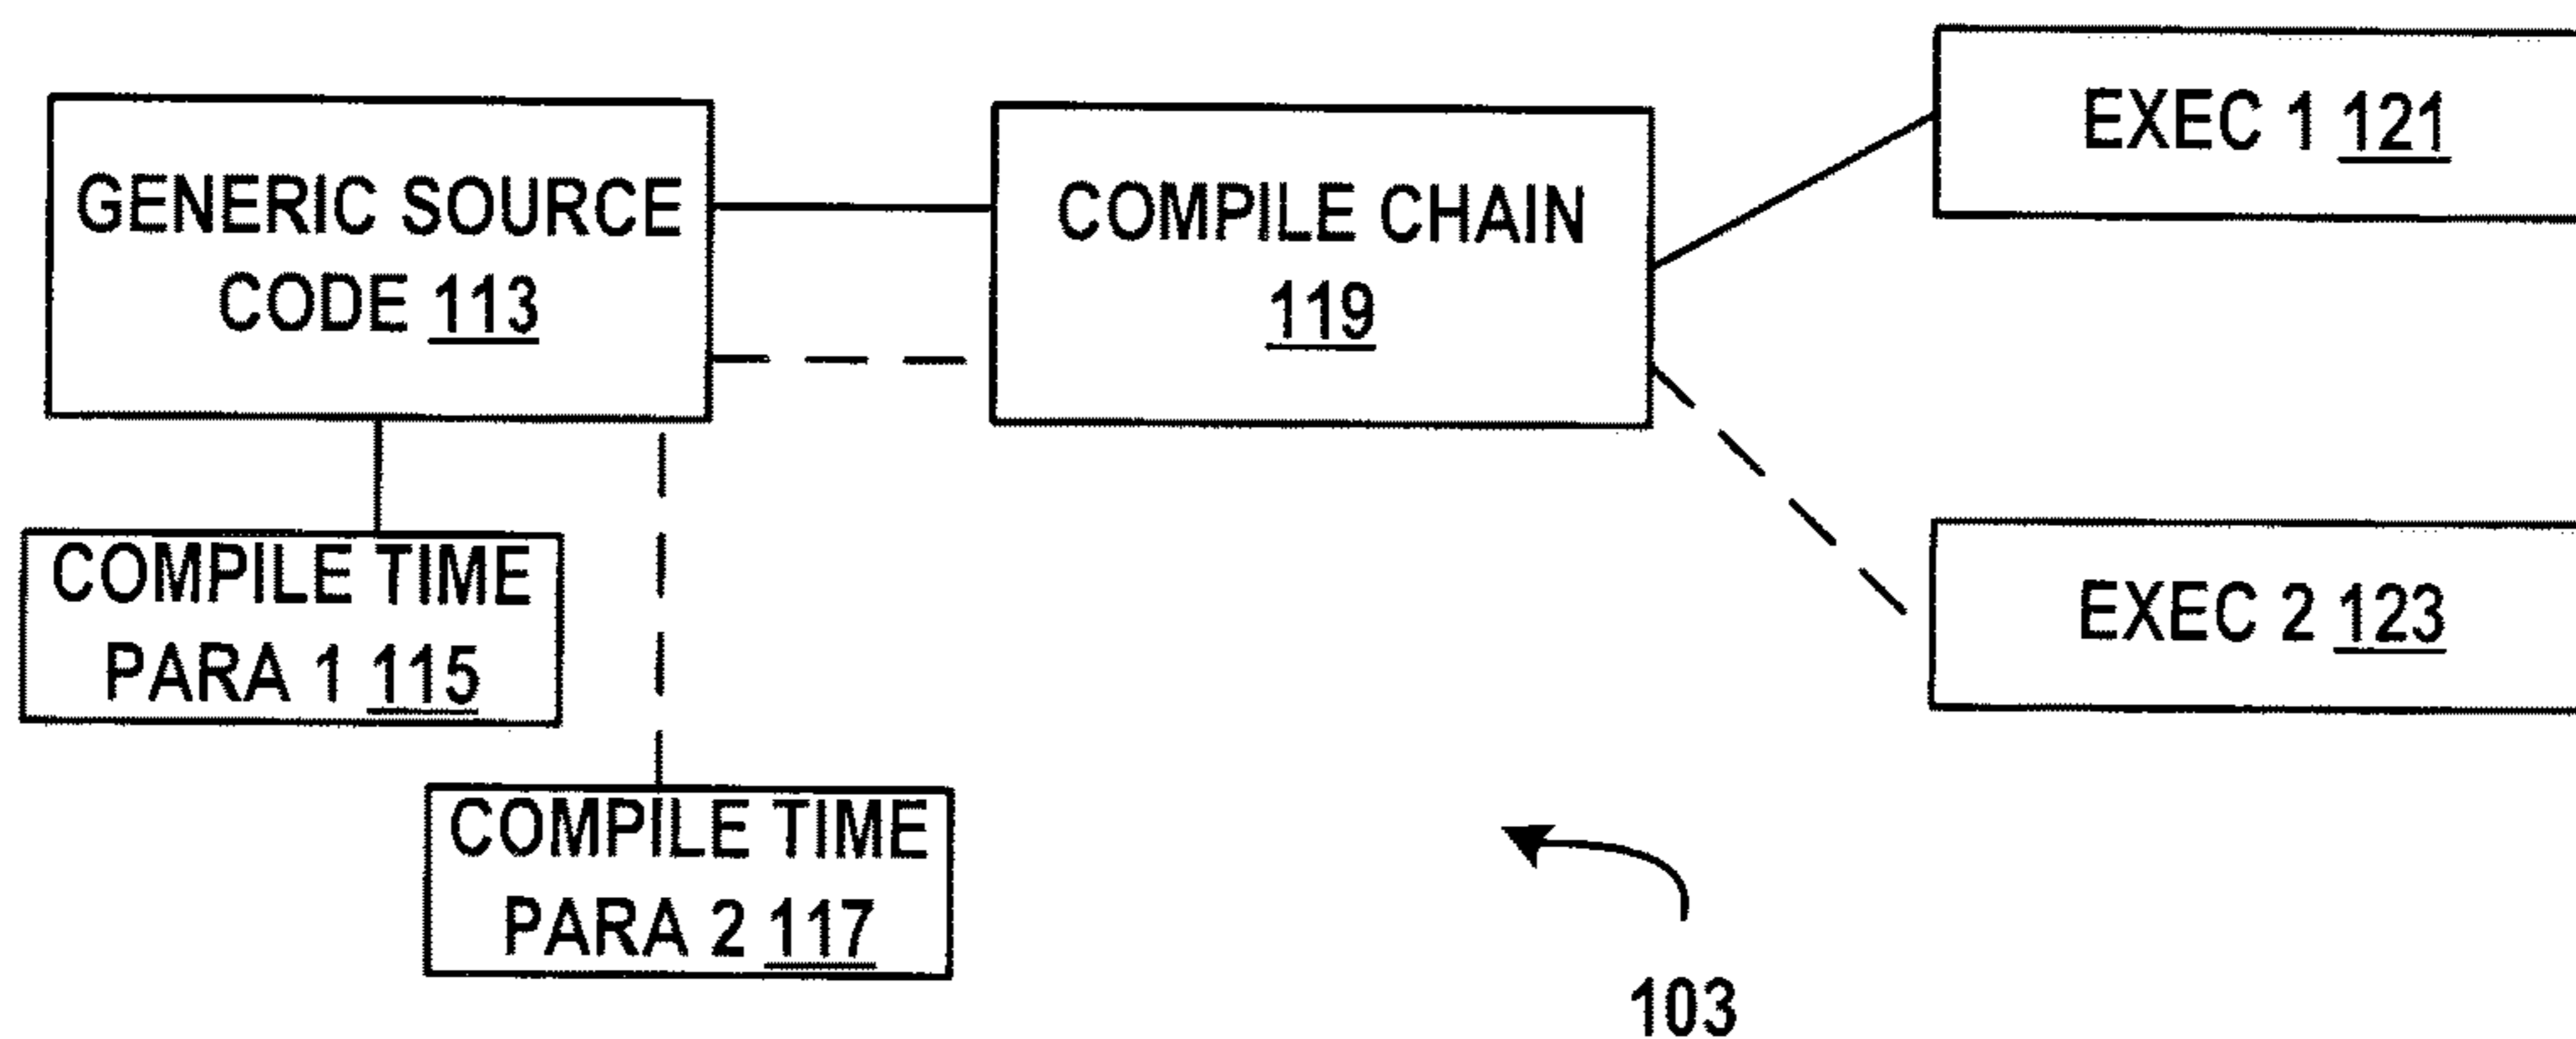 GENERIC SOURCE
CODE 113
COMPILE CHAIN
119
EXEC 1 121
COMPILE TIME
PARA 1 115
EXEC 2 123
COMPILE TIME
PARA 2 117
103